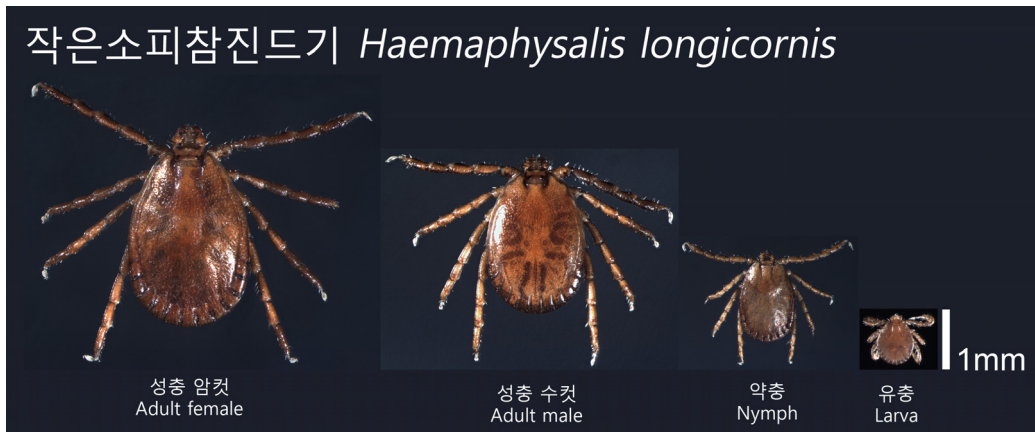 작은소피참진드기 Haemaphysalis longicornis
성충 암컷
Adult female
성충 수컷
Adult male
약충
Nymph
유충
Larva
1mm